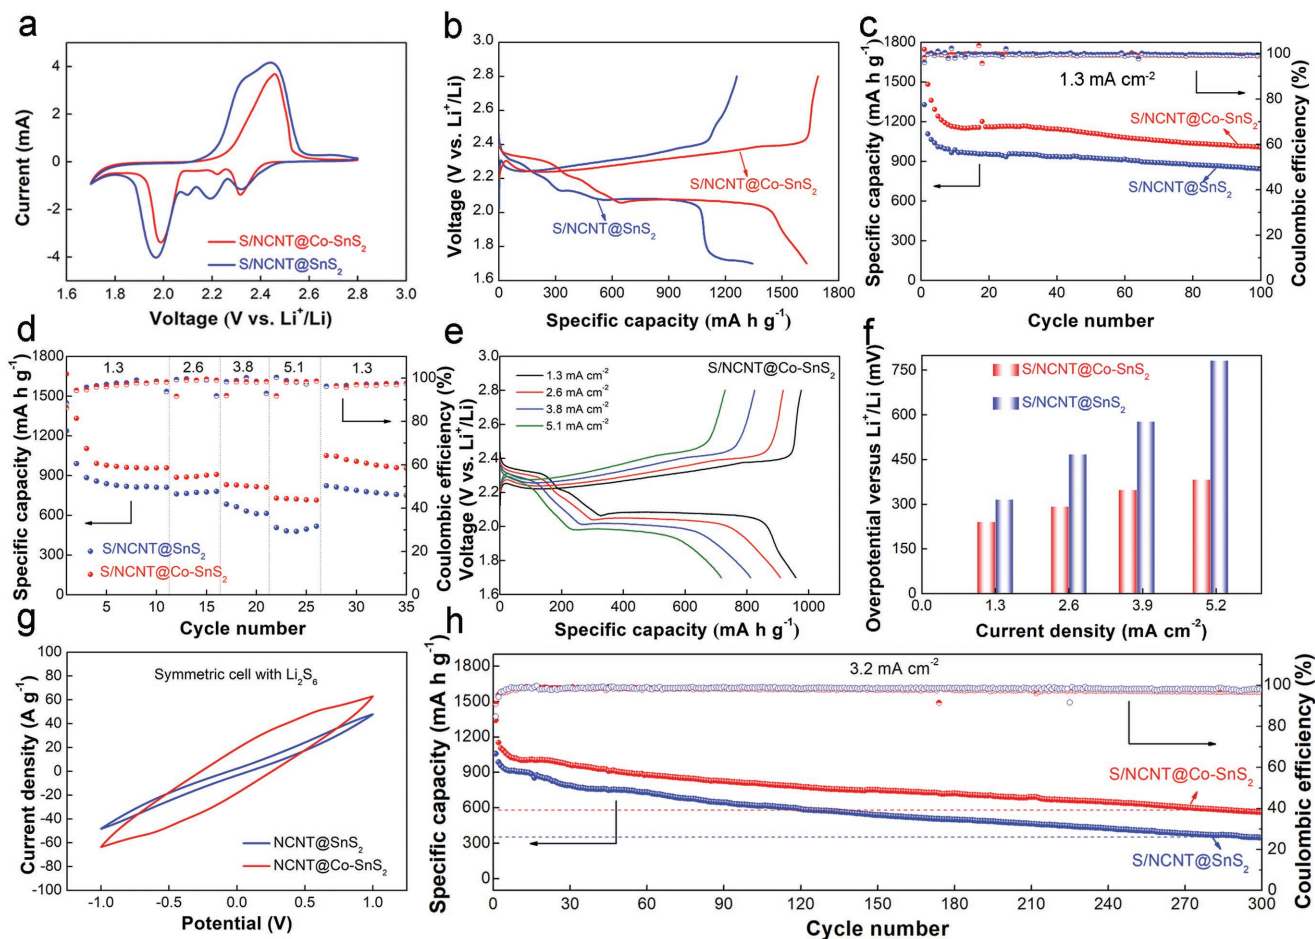 a
Current (mA)
4
2
0
-2
-4
1.6 1.8 2.0 2.2 2.4 2.6 2.8 3.0
Voltage (V vs. Li⁺/Li)
S/NCNT@Co-SnS₂
S/NCNT@SnS₂
b
Voltage (V vs. Li⁺/Li)
3.0
2.8
2.6
2.4
2.2
2.0
1.8
1.6
0 300 600 900 1200 1500 1800
Specific capacity (mA h g⁻¹)
S/NCNT@Co-SnS₂
S/NCNT@SnS₂
c
Specific capacity (mA h g⁻¹)
1800
1500
1200
900
600
300
0
0 20 40 60 80 100
Cycle number
Coulombic efficiency (%)
100
80
60
40
20
0
1.3 mA cm⁻²
S/NCNT@Co-SnS₂
S/NCNT@SnS₂
d
Specific capacity (mA h g⁻¹)
1800
1500
1200
900
600
300
0
1.3 2.6 3.8 5.1 1.3
S/NCNT@SnS₂
S/NCNT@Co-SnS₂
5 10 15 20 25 30 35
Cycle number
Coulombic efficiency (%)
100
80
60
40
20
0
e
Voltage (V vs. Li⁺/Li)
3.0
2.8
2.6
2.4
2.2
2.0
1.8
1.6
1.3 mA cm⁻²
2.6 mA cm⁻²
3.8 mA cm⁻²
5.1 mA cm⁻²
S/NCNT@Co-SnS₂
0 200 400 600 800 1000
Specific capacity (mA h g⁻¹)
f
Overpotential versus Li⁺/Li (mV)
750
600
450
300
150
0
S/NCNT@Co-SnS₂
S/NCNT@SnS₂
0.0 1.3 2.6 3.9 5.2
Current density (mA cm⁻²)
g
Current density (A g⁻¹)
100
80
60
40
20
0
-20
-40
-60
-80
-100
Symmetric cell with Li₂S₆
NCNT@SnS₂
NCNT@Co-SnS₂
-1.0 -0.5 0.0 0.5 1.0
Potential (V)
h
Specific capacity (mA h g⁻¹)
1800
1500
1200
900
600
300
0
3.2 mA cm⁻²
S/NCNT@Co-SnS₂
S/NCNT@SnS₂
0 30 60 90 120 150 180 210 240 270 300
Cycle number
Coulombic efficiency (%)
100
80
60
40
20
0